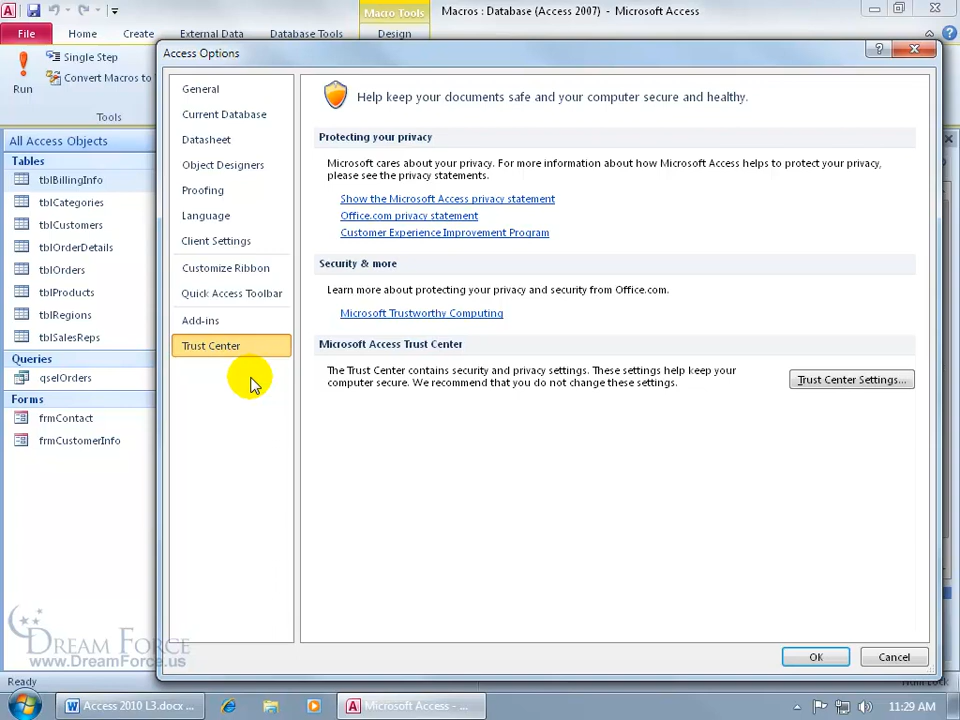 Macro Tools
Macros : Database (Access 2007) - Microsoft Access
File Home Create External Data Database Tools Design
Run
Single Step
Convert Macros to
Tools
All Access Objects
Tables
tblBillingInfo
tblCategories
tblCustomers
tblOrderDetails
tblOrders
tblProducts
tblRegions
tblSalesReps
Queries
qselOrders
Forms
frmContact
frmCustomerInfo
Access Options
General
Current Database
Datasheet
Object Designers
Proofing
Language
Client Settings
Customize Ribbon
Quick Access Toolbar
Add-ins
Trust Center
Help keep your documents safe and your computer secure and healthy.
Protecting your privacy
Microsoft cares about your privacy. For more information about how Microsoft Access helps to protect your privacy,
please see the privacy statements.
Show the Microsoft Access privacy statement
Office.com privacy statement
Customer Experience Improvement Program
Security & more
Learn more about protecting your privacy and security from Office.com.
Microsoft Trustworthy Computing
Microsoft Access Trust Center
The Trust Center contains security and privacy settings. These settings help keep your
computer secure. We recommend that you do not change these settings.
Trust Center Settings...
OK Cancel
DREAM FORCE
www.DreamForce.us
Ready
Access 2010 L3.docx ...
Microsoft Access - ...
11:29 AM